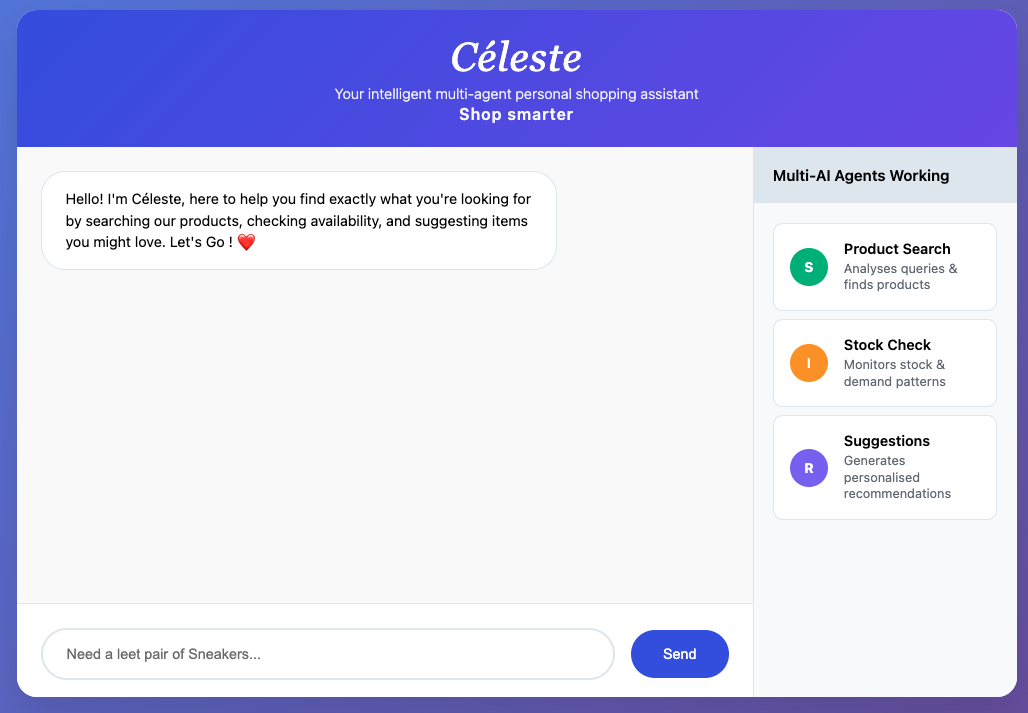 Céleste
Your intelligent multi-agent personal shopping assistant
Shop smarter
Hello! I'm Céleste, here to help you find exactly what you're looking for
by searching our products, checking availability, and suggesting items
you might love. Let's Go ! ❤️
Need a leet pair of Sneakers...
Send
Multi-AI Agents Working
S
Product Search
Analyses queries &
finds products
I
Stock Check
Monitors stock &
demand patterns
R
Suggestions
Generates
personalised
recommendations